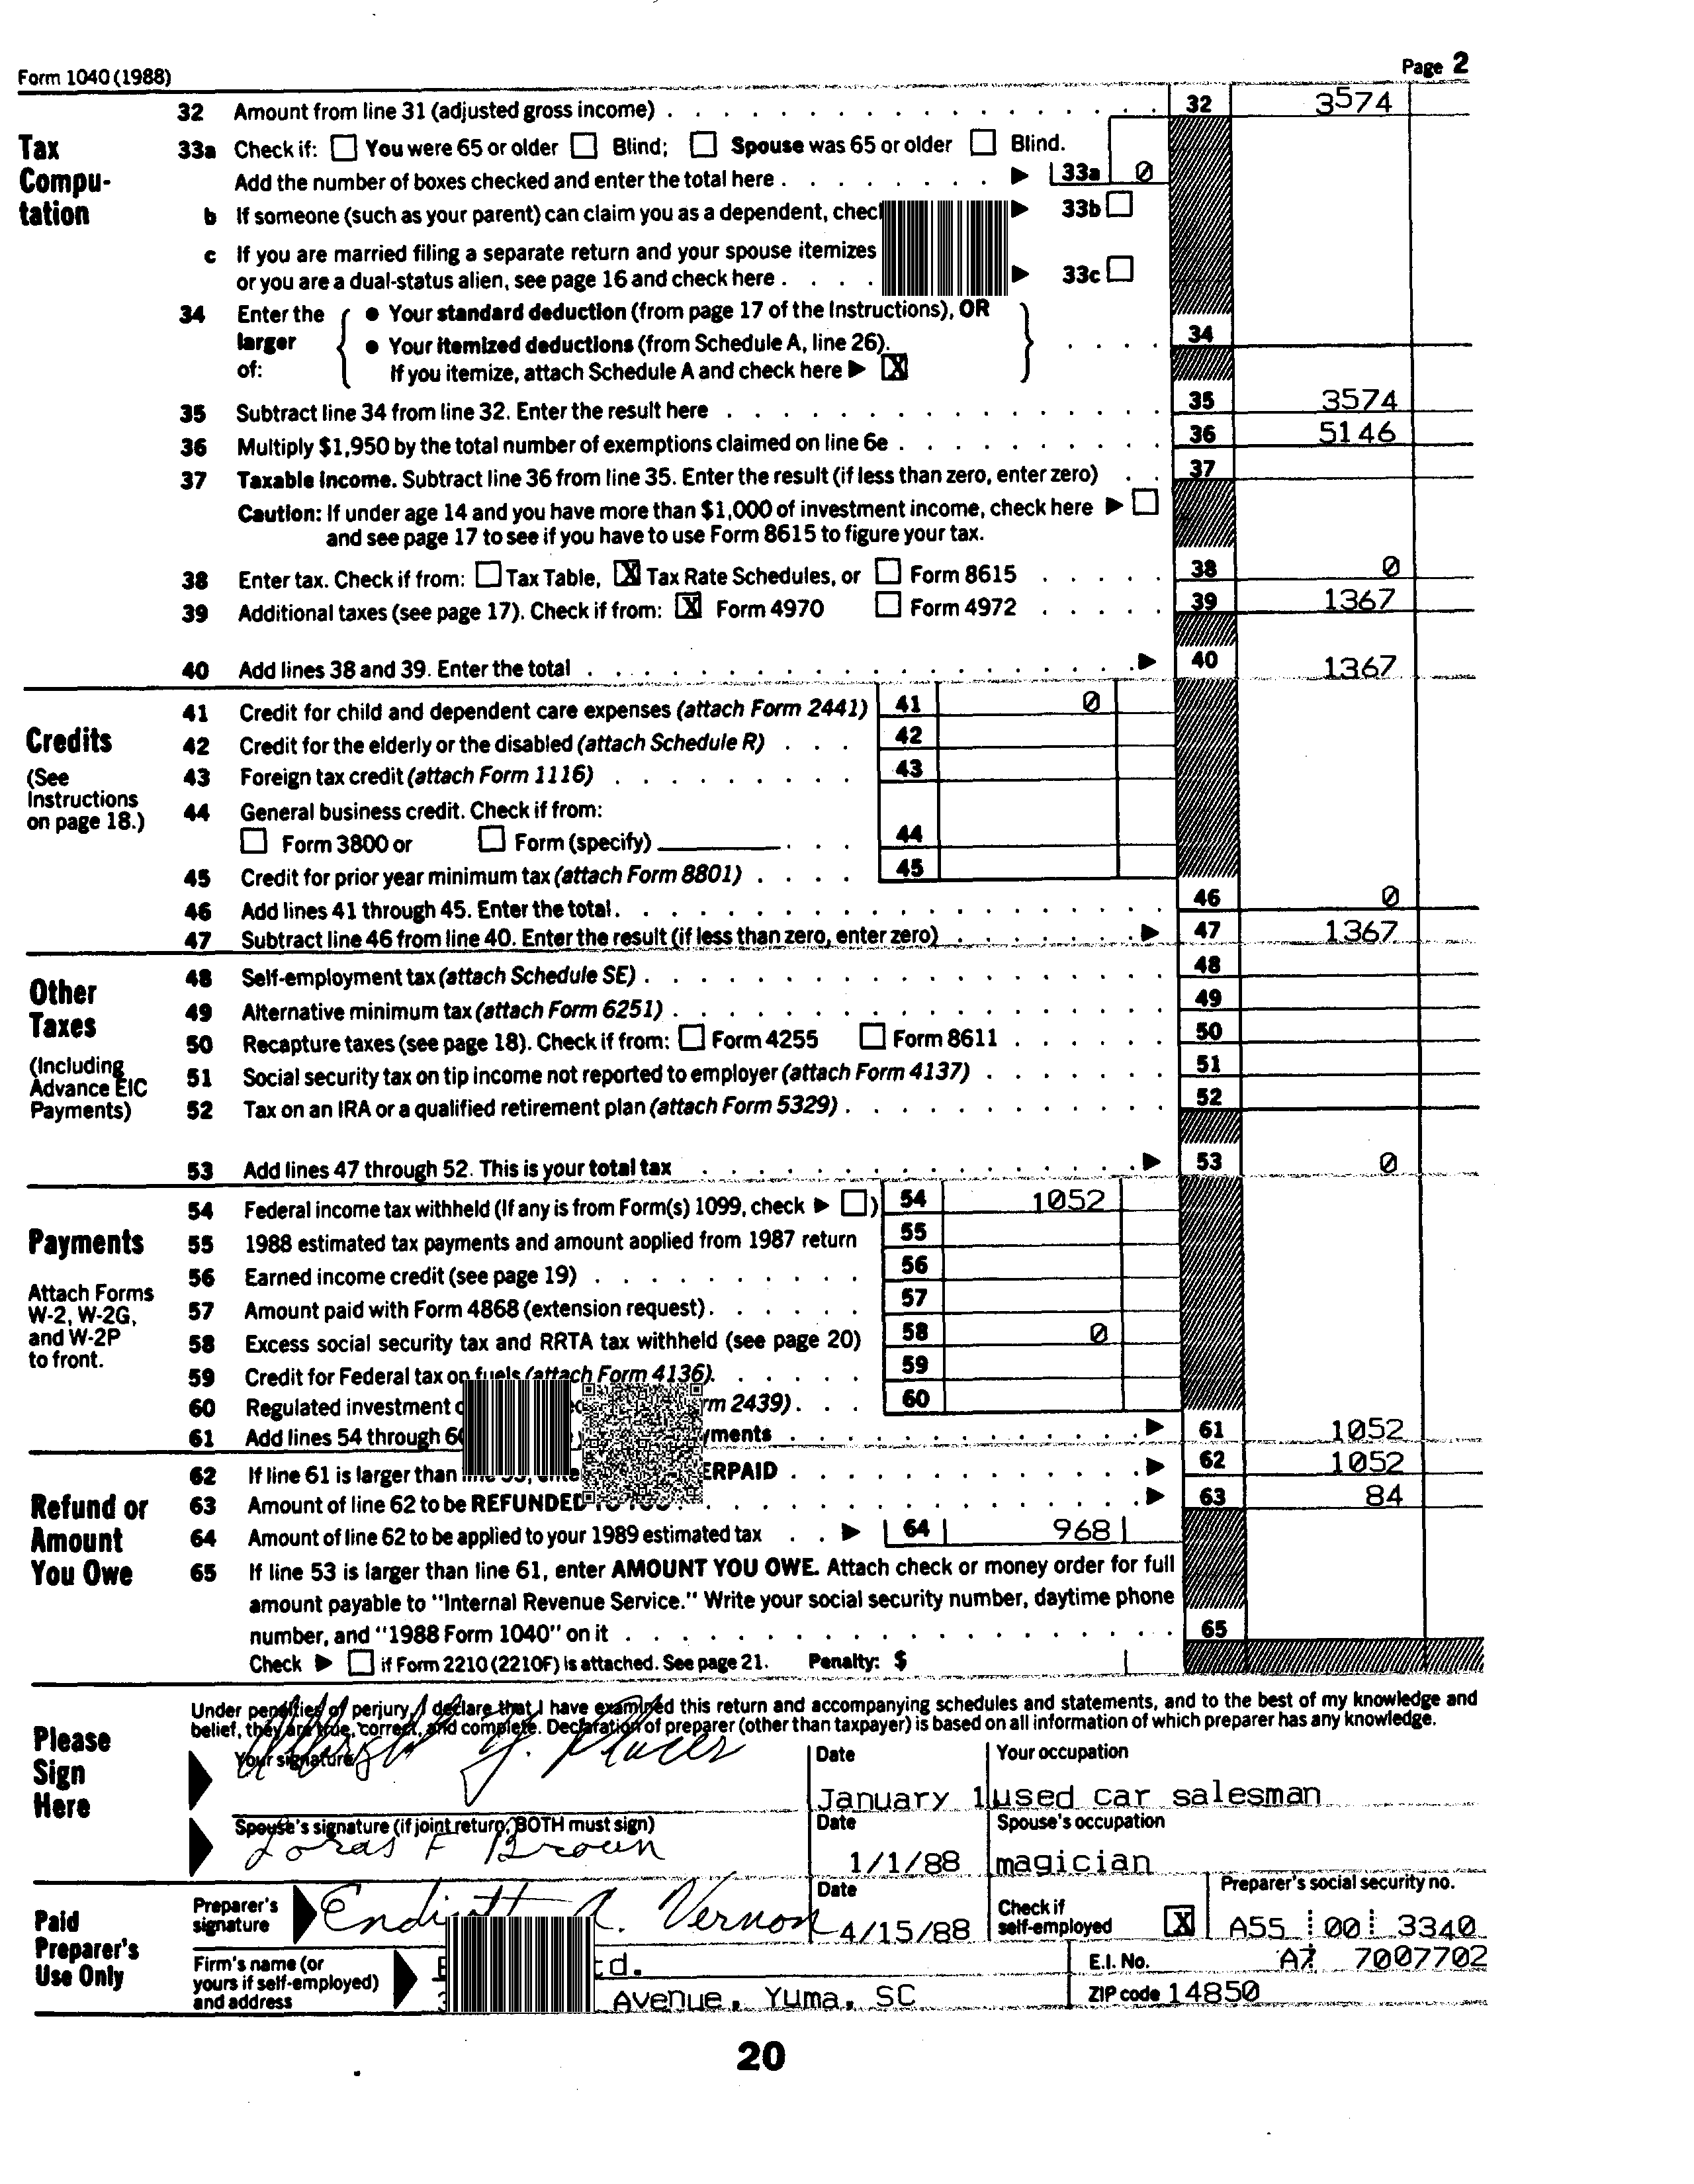 Form 1040 (1988) Page 2
Tax Compu-tation
32 Amount from line 31 (adjusted gross income) 32 3574
33a Check if: You were 65 or older Blind; Spouse was 65 or older Blind.
Add the number of boxes checked and enter the total here 33a 0
b If someone (such as your parent) can claim you as a dependent, 33b
c If you are married filing a separate return and your spouse itemizes
or you are a dual-status alien, see page 16 and check here 33c
34 Enter the larger of: • Your standard deduction (from page 17 of the Instructions), OR
• Your itemized deductions (from Schedule A, line 26). 34
If you itemize, attach Schedule A and check here X
35 Subtract line 34 from line 32. Enter the result here 35 3574
36 Multiply $1,950 by the total number of exemptions claimed on line 6e 36 5146
37 Taxable income. Subtract line 36 from line 35. Enter the result (if less than zero, enter zero) 37
Caution: If under age 14 and you have more than $1,000 of investment income, check here
and see page 17 to see if you have to use Form 8615 to figure your tax.
38 Enter tax. Check if from: Tax Table, X Tax Rate Schedules, or Form 8615 38 0
39 Additional taxes (see page 17). Check if from: X Form 4970 Form 4972 39 1367
40 Add lines 38 and 39. Enter the total 40 1367
Credits
(See Instructions on page 18.)
41 Credit for child and dependent care expenses (attach Form 2441) 41 0
42 Credit for the elderly or the disabled (attach Schedule R) 42
43 Foreign tax credit (attach Form 1116) 43
44 General business credit. Check if from:
Form 3800 or Form (specify) 44
45 Credit for prior year minimum tax (attach Form 8801) 45
46 Add lines 41 through 45. Enter the total. 46 0
47 Subtract line 46 from line 40. Enter the result (if less than zero, enter zero) 47 1367
Other Taxes
(Including Advance EIC Payments)
48 Self-employment tax (attach Schedule SE) 48
49 Alternative minimum tax (attach Form 6251) 49
50 Recapture taxes (see page 18). Check if from: Form 4255 Form 8611 50
51 Social security tax on tip income not reported to employer (attach Form 4137) 51
52 Tax on an IRA or a qualified retirement plan (attach Form 5329) 52
53 Add lines 47 through 52. This is your total tax 53 0
Payments
Attach Forms W-2, W-2G, and W-2P to front.
54 Federal income tax withheld (If any is from Form(s) 1099, check ) 54 1052
55 1988 estimated tax payments and amount applied from 1987 return 55
56 Earned income credit (see page 19) 56
57 Amount paid with Form 4868 (extension request) 57
58 Excess social security tax and RRTA tax withheld (see page 20) 58 0
59 Credit for Federal tax on fuels (attach Form 4136) 59
60 Regulated investment 2439) 60
61 Add lines 54 through 61 1052
62 If line 61 is larger than 62 1052
Refund or Amount You Owe
63 Amount of line 62 to be REFUNDED TO YOU 63 84
64 Amount of line 62 to be applied to your 1989 estimated tax 64 968
65 If line 53 is larger than line 61, enter AMOUNT YOU OWE. Attach check or money order for full
amount payable to "Internal Revenue Service." Write your social security number, daytime phone
number, and "1988 Form 1040" on it 65
Check if Form 2210 (2210F) is attached. See page 21. Penalty: $
Please Sign Here
Under penalties of perjury, I declare that I have examined this return and accompanying schedules and statements, and to the best of my knowledge and
belief, they are true, correct, and complete. Declaration of preparer (other than taxpayer) is based on all information of which preparer has any knowledge.
Your signature Date Your occupation
January 1 used car salesman
Spouse's signature (if joint return, BOTH must sign) Date Spouse's occupation
Loras F Brown 1/1/88 magician
Paid Preparer's Use Only
Preparer's signature Endicott A. Vernon Date 4/15/88 Check if self-employed X Preparer's social security no. A55 00 3340
Firm's name (or yours if self-employed) and address E.I. No. 7007702
Avenue, Yuma, SC ZIP code 14850
20